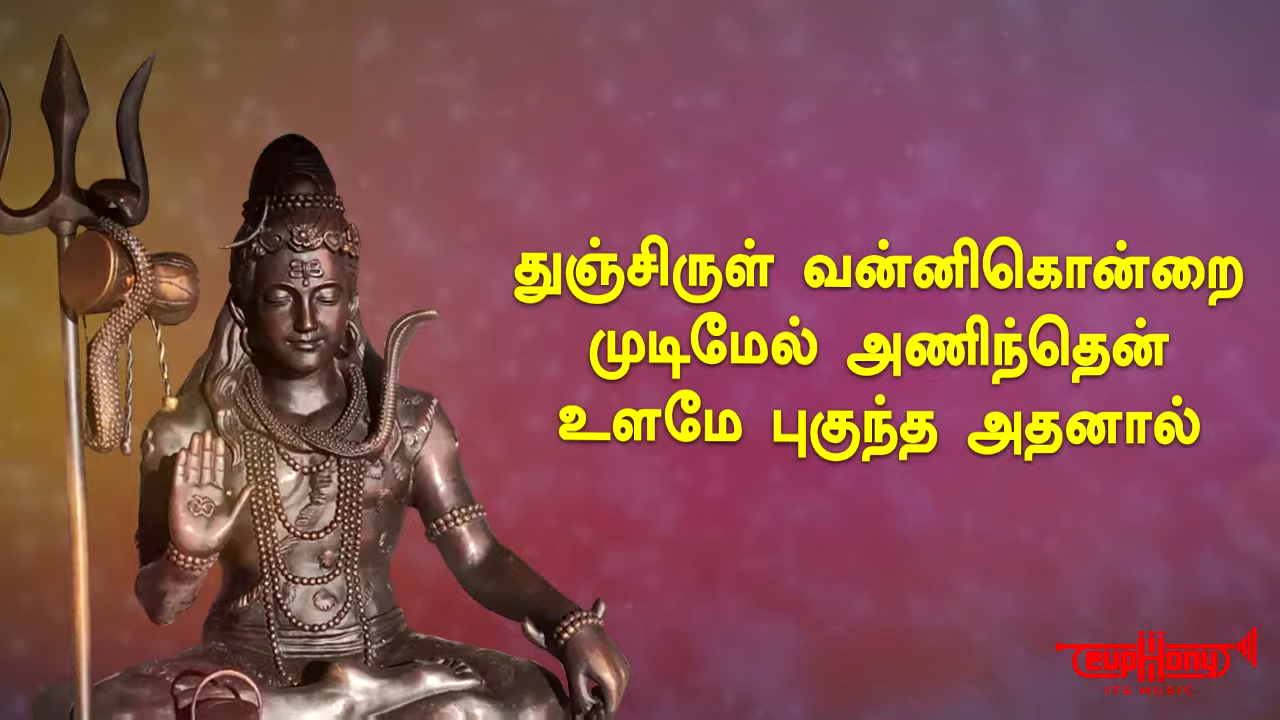 துஞ்சிருள் வன்னிகொன்றை
முடிமேல் அணிந்தென்
உளமே புகுந்த அதனால்
euphony
ITS MUSIC